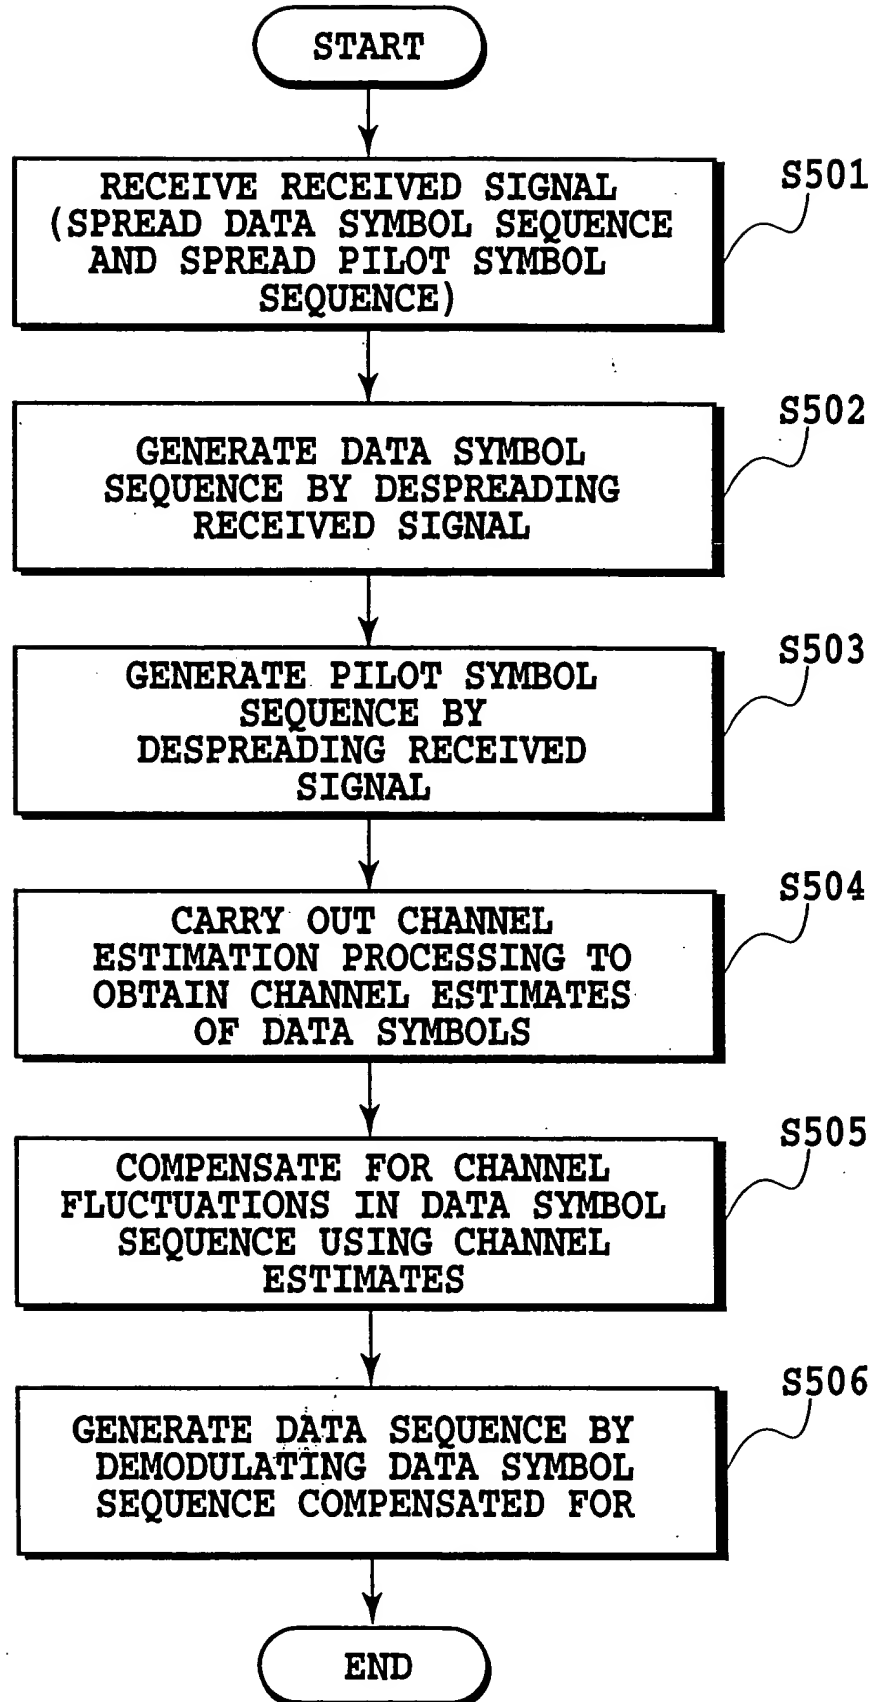 START
RECEIVE RECEIVED SIGNAL
(SPREAD DATA SYMBOL SEQUENCE
AND SPREAD PILOT SYMBOL
SEQUENCE)
S501
GENERATE DATA SYMBOL
SEQUENCE BY DESPREADING
RECEIVED SIGNAL
S502
GENERATE PILOT SYMBOL
SEQUENCE BY
DESPREADING RECEIVED
SIGNAL
S503
CARRY OUT CHANNEL
ESTIMATION PROCESSING TO
OBTAIN CHANNEL ESTIMATES
OF DATA SYMBOLS
S504
COMPENSATE FOR CHANNEL
FLUCTUATIONS IN DATA SYMBOL
SEQUENCE USING CHANNEL
ESTIMATES
S505
GENERATE DATA SEQUENCE BY
DEMODULATING DATA SYMBOL
SEQUENCE COMPENSATED FOR
S506
END